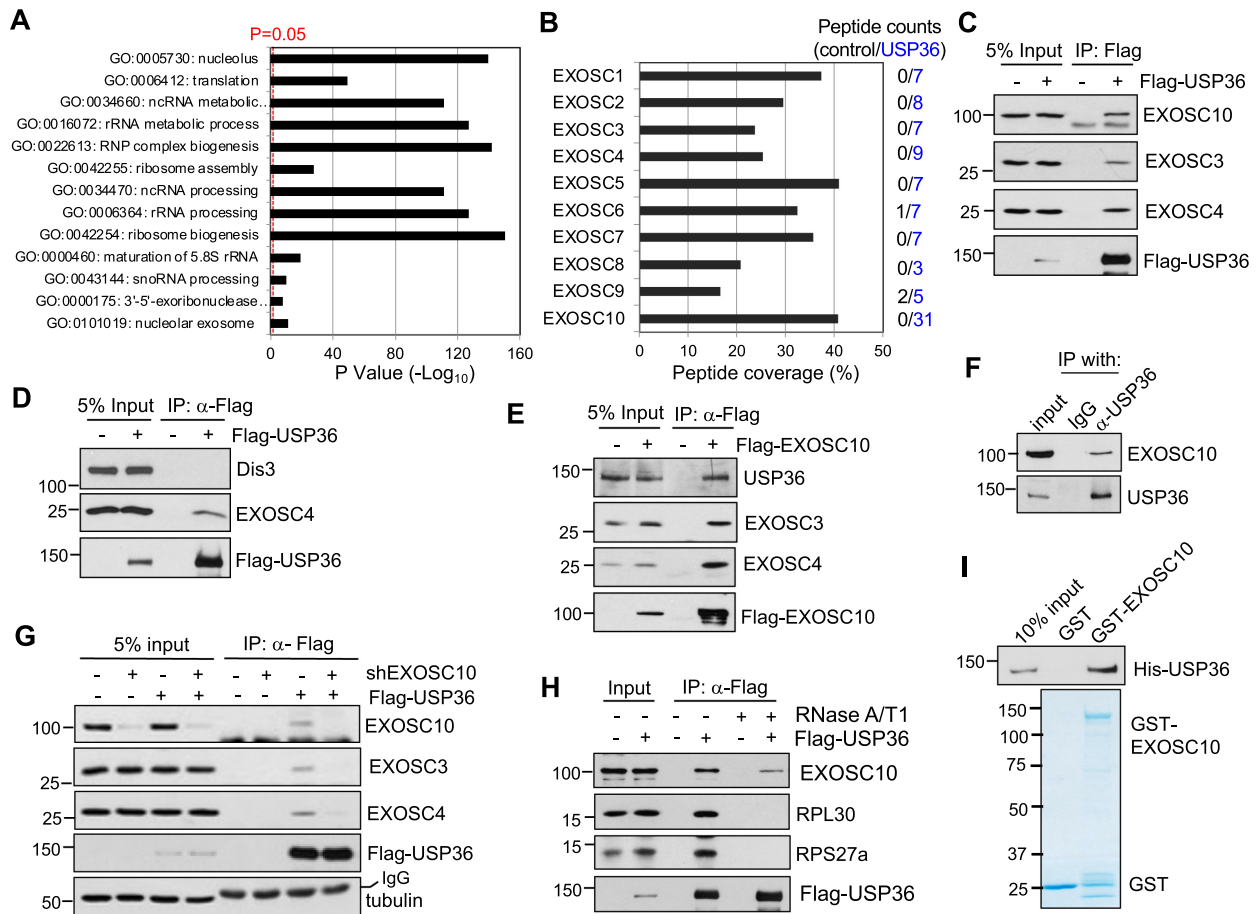 A
P=0.05
GO:0005730: nucleolus
GO:0006412: translation
GO:0034660: ncRNA metabolic..
GO:0016072: rRNA metabolic process
GO:0022613: RNP complex biogenesis
GO:0042255: ribosome assembly
GO:0034470: ncRNA processing
GO:0006364: rRNA processing
GO:0042254: ribosome biogenesis
GO:0000460: maturation of 5.8S rRNA
GO:0043144: snoRNA processing
GO:0000175: 3'-5'-exoribonuclease..
GO:0101019: nucleolar exosome
0 40 80 120 160
P Value (-Log10)
B
Peptide counts
(control/USP36)
EXOSC1 0/7
EXOSC2 0/8
EXOSC3 0/7
EXOSC4 0/9
EXOSC5 0/7
EXOSC6 1/7
EXOSC7 0/7
EXOSC8 0/3
EXOSC9 2/5
EXOSC10 0/31
0 10 20 30 40 50
Peptide coverage (%)
C
5% Input IP: Flag
- + - + Flag-USP36
100 EXOSC10
25 EXOSC3
25 EXOSC4
150 Flag-USP36
D
5% Input IP: α-Flag
- + - + Flag-USP36
100 Dis3
25 EXOSC4
150 Flag-USP36
E
5% Input IP: α-Flag
- + - + Flag-EXOSC10
150 USP36
25 EXOSC3
25 EXOSC4
100 Flag-EXOSC10
F
IP with:
input IgG α-USP36
100 EXOSC10
150 USP36
G
5% input IP: α- Flag
- + - + - + - + shEXOSC10
- - + + - - + + Flag-USP36
100 EXOSC10
25 EXOSC3
25 EXOSC4
150 Flag-USP36
IgG
50 tubulin
H
Input IP: α-Flag
- - - - + + RNase A/T1
- + - + - + Flag-USP36
100 EXOSC10
15 RPL30
15 RPS27a
150 Flag-USP36
I
10% input GST GST-EXOSC10
150 His-USP36
150
100
75
50
37
25
GST-
EXOSC10
GST